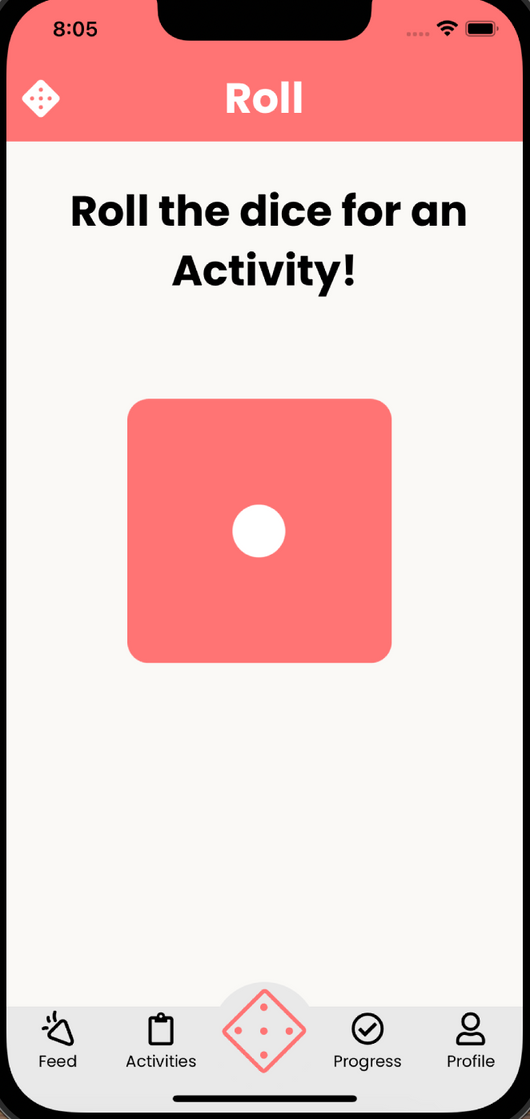 8:05
Roll
Roll the dice for an
Activity!
Feed
Activities
Progress
Profile